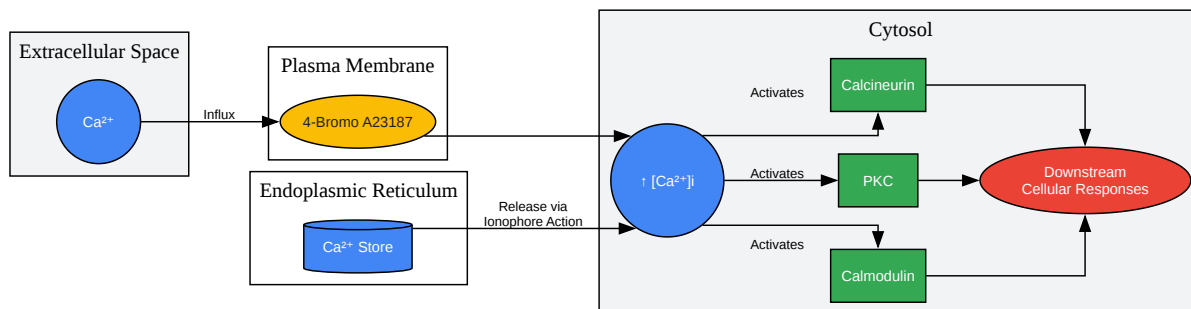 Extracellular Space
Ca²⁺
Influx
Plasma Membrane
4-Bromo A23187
Endoplasmic Reticulum
Ca²⁺ Store
Release via
Ionophore Action
Cytosol
↑ [Ca²⁺]i
Activates
Calcineurin
Activates
PKC
Activates
Calmodulin
Downstream
Cellular Responses